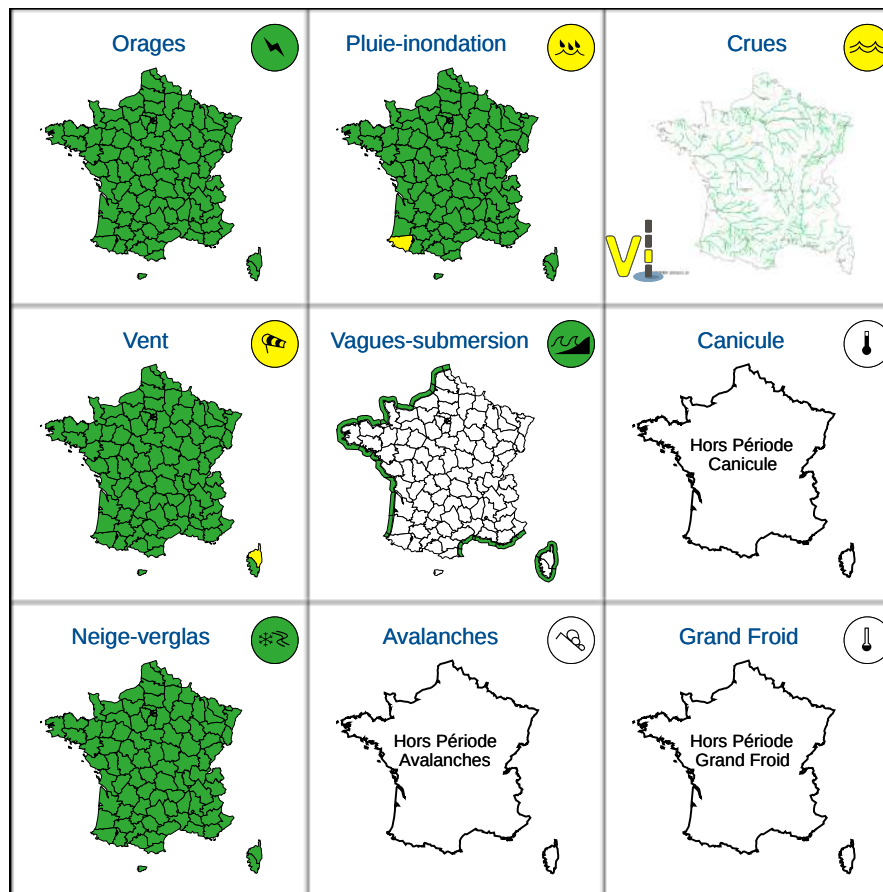 Orages
Pluie-inondation
Crues
Vi
Vent
Vagues-submersion
Canicule
Hors Période
Canicule
Neige-verglas
Avalanches
Grand Froid
Hors Période
Avalanches
Hors Période
Grand Froid